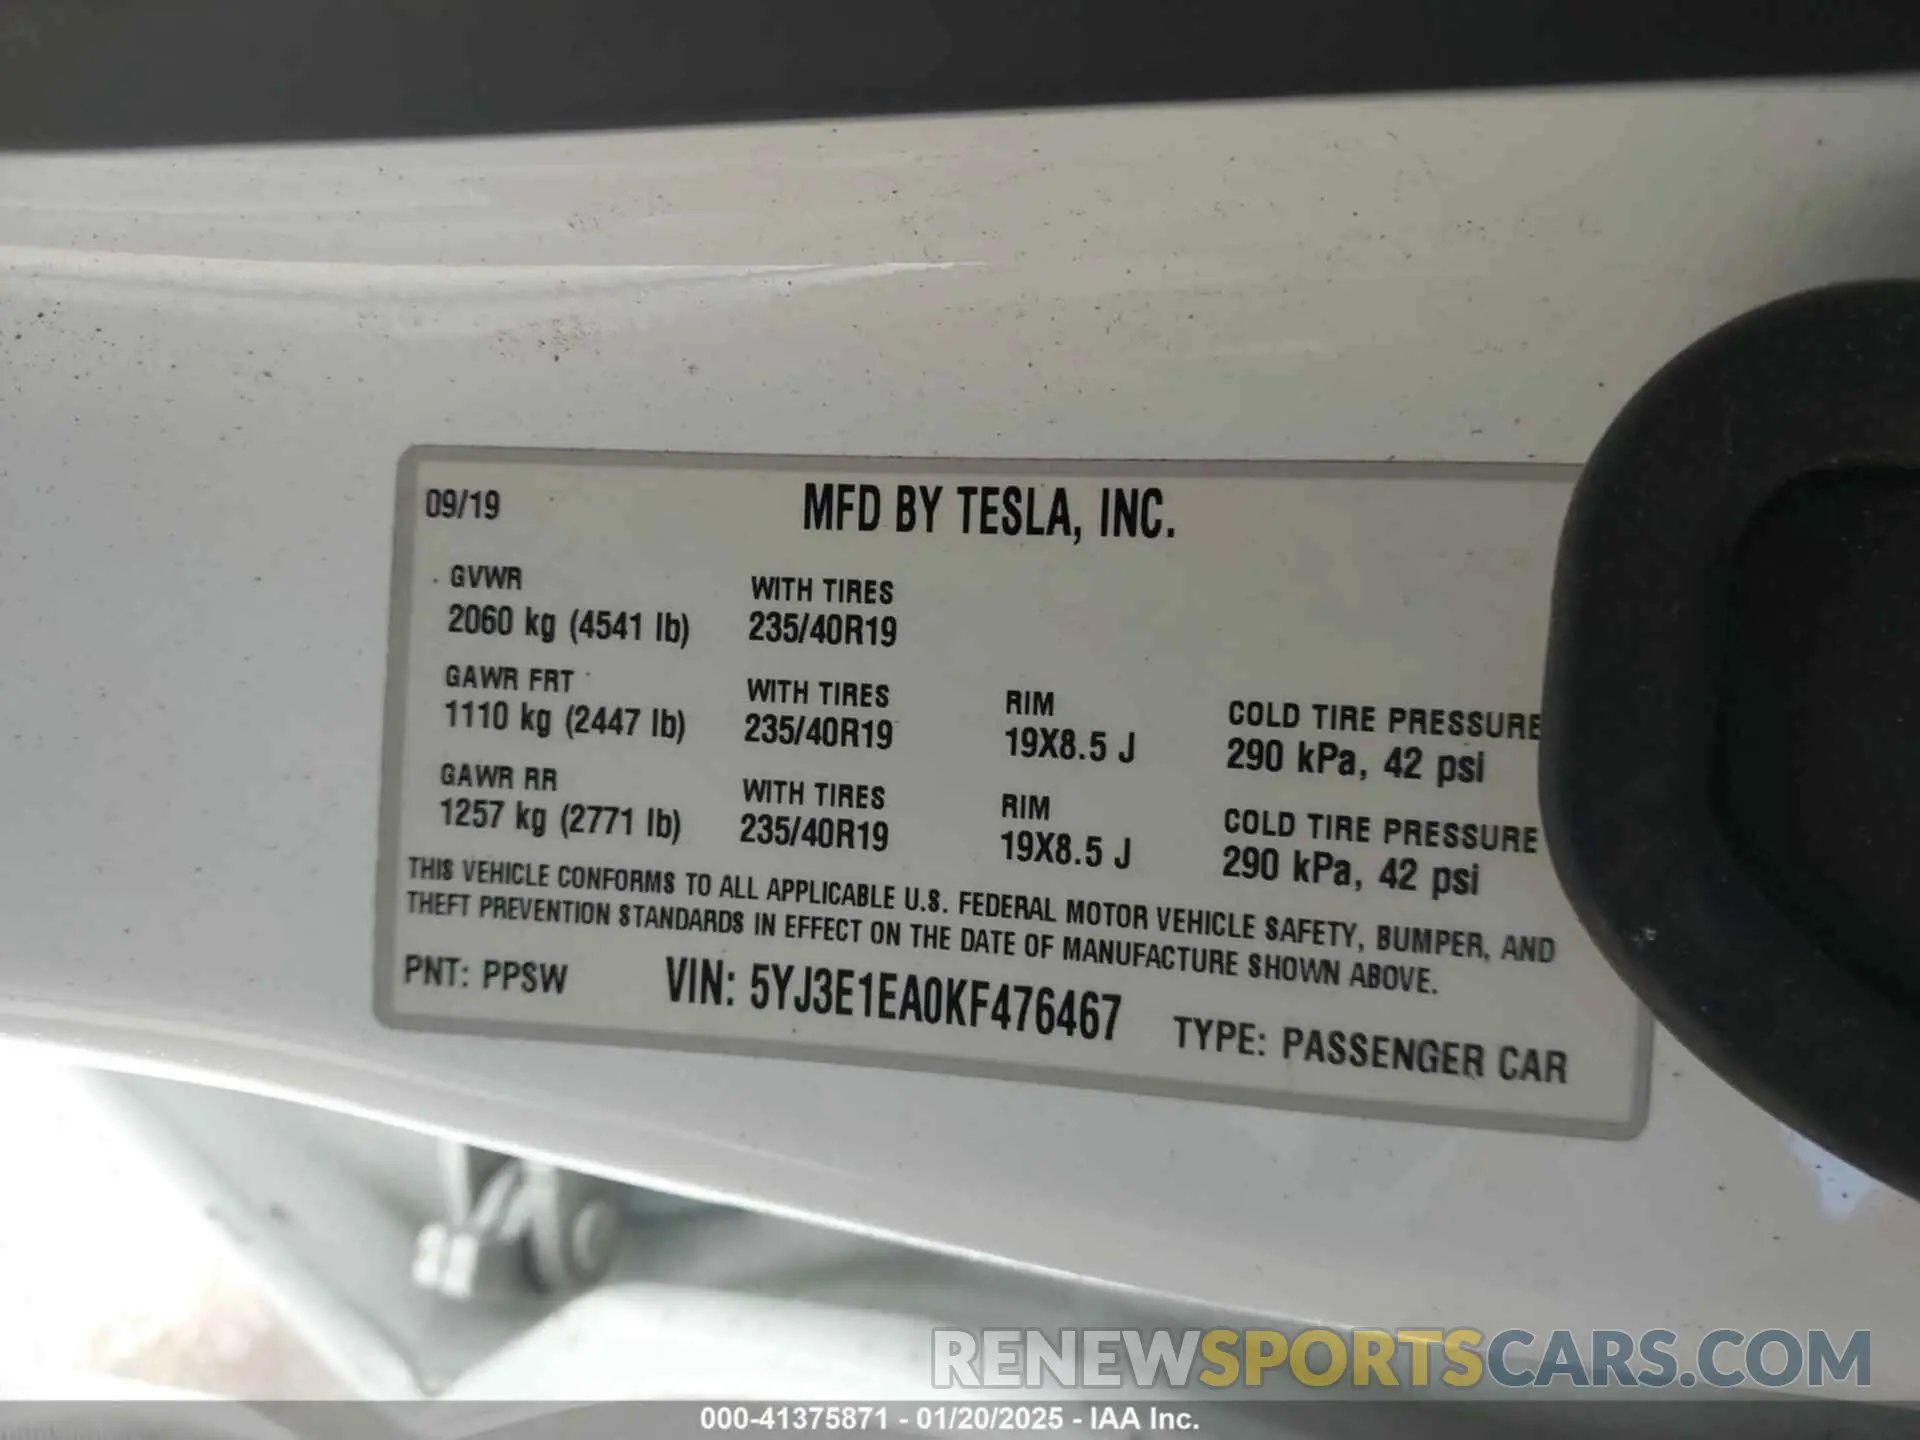 09/19 MFD BY TESLA, INC.
GVWR WITH TIRES
2060 kg (4541 lb) 235/40R19
GAWR FRT WITH TIRES RIM COLD TIRE PRESSURE
1110 kg (2447 lb) 235/40R19 19X8.5 J 290 kPa, 42 psi
GAWR RR WITH TIRES RIM COLD TIRE PRESSURE
1257 kg (2771 lb) 235/40R19 19X8.5 J 290 kPa, 42 psi
THIS VEHICLE CONFORMS TO ALL APPLICABLE U.S. FEDERAL MOTOR VEHICLE SAFETY, BUMPER, AND
THEFT PREVENTION STANDARDS IN EFFECT ON THE DATE OF MANUFACTURE SHOWN ABOVE.
PNT: PPSW VIN: 5YJ3E1EA0KF476467 TYPE: PASSENGER CAR
RENEWSPORTSCARS.COM
000-41375871 - 01/20/2025 - IAA Inc.